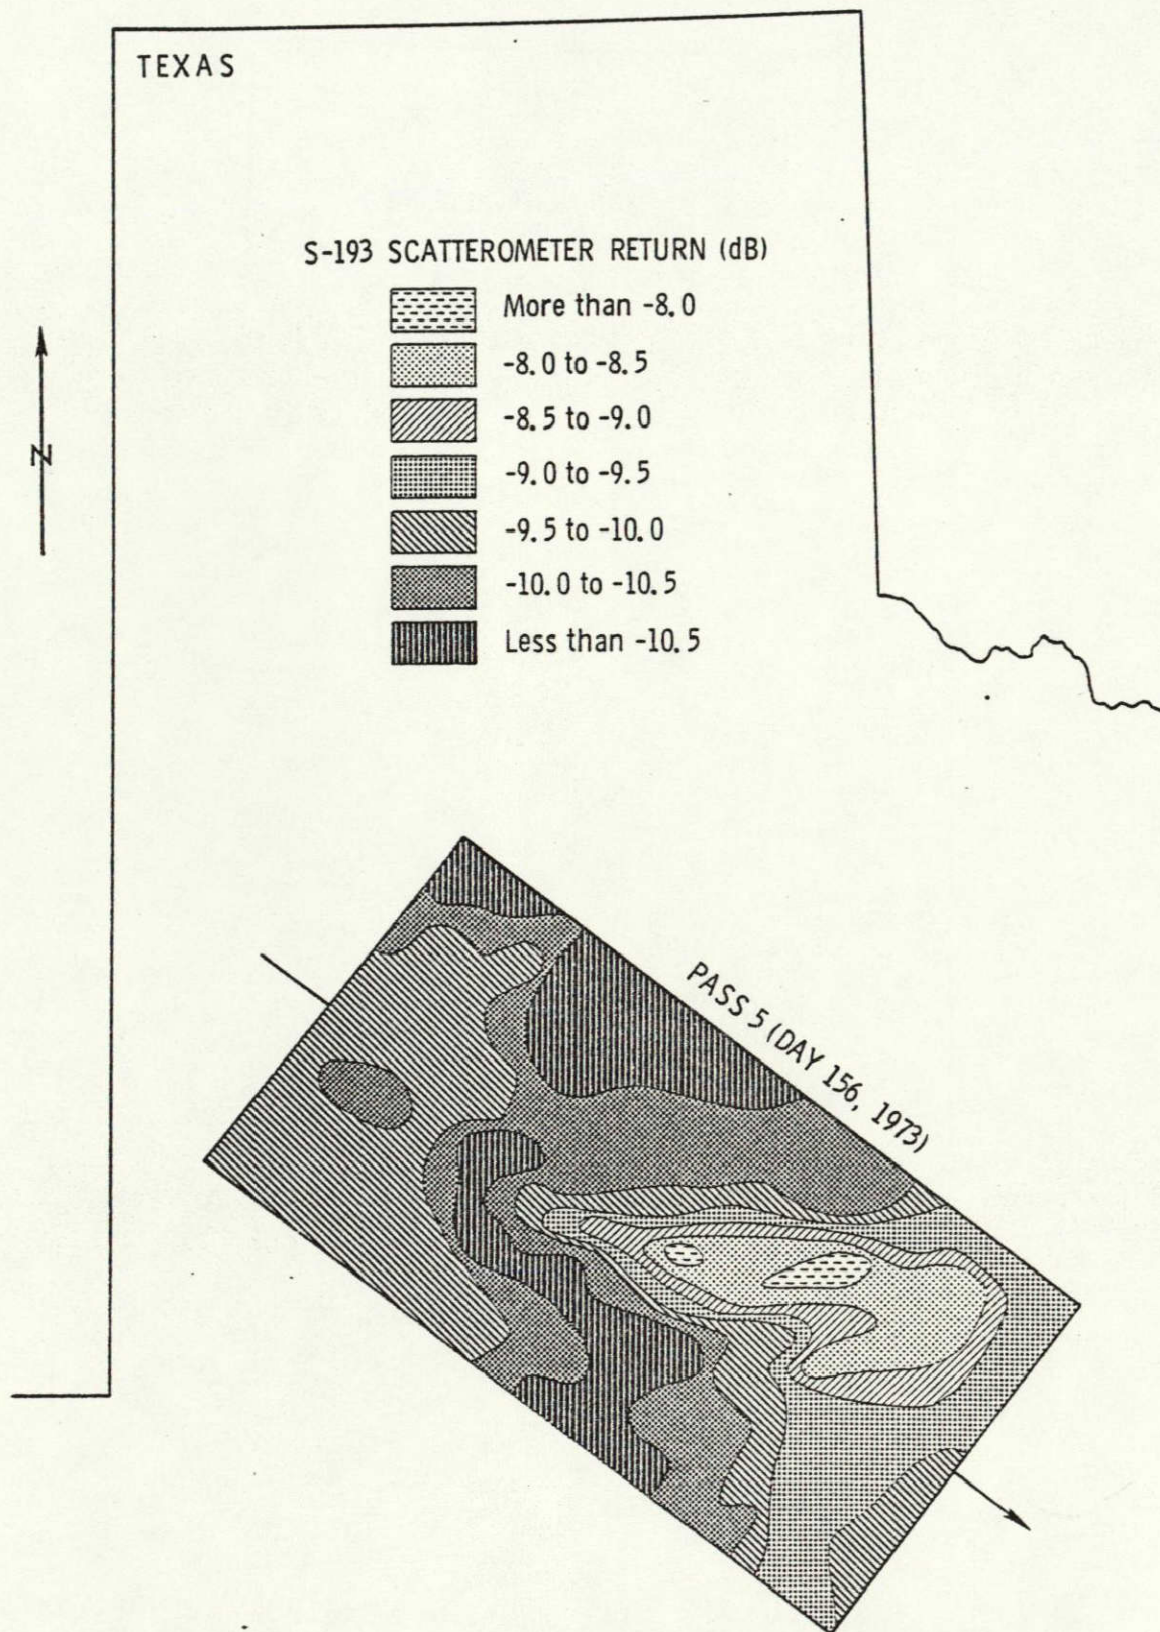 TEXAS
S-193 SCATTEROMETER RETURN (dB)
More than -8.0
-8.0 to -8.5
-8.5 to -9.0
-9.0 to -9.5
-9.5 to -10.0
-10.0 to -10.5
Less than -10.5
N
PASS 5 (DAY 156, 1973)